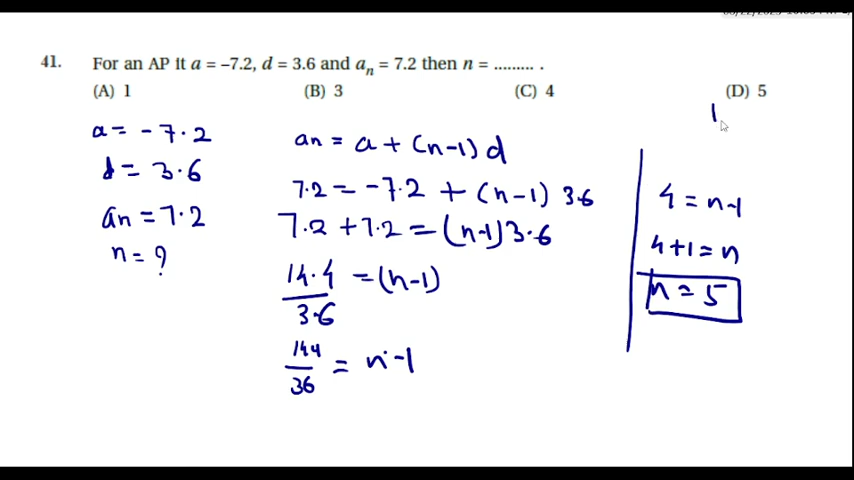 41. For an AP If a = –7.2, d = 3.6 and aₙ = 7.2 then n = ......... .
(A) 1 (B) 3 (C) 4 (D) 5
a = -7.2
d = 3.6
an = 7.2
n = ?
an = a + (n-1) d
7.2 = -7.2 + (n-1) 3.6
7.2 + 7.2 = (n-1) 3.6
14.4/3.6 = (n-1)
144/36 = n-1
4 = n-1
4+1 = n
n = 5